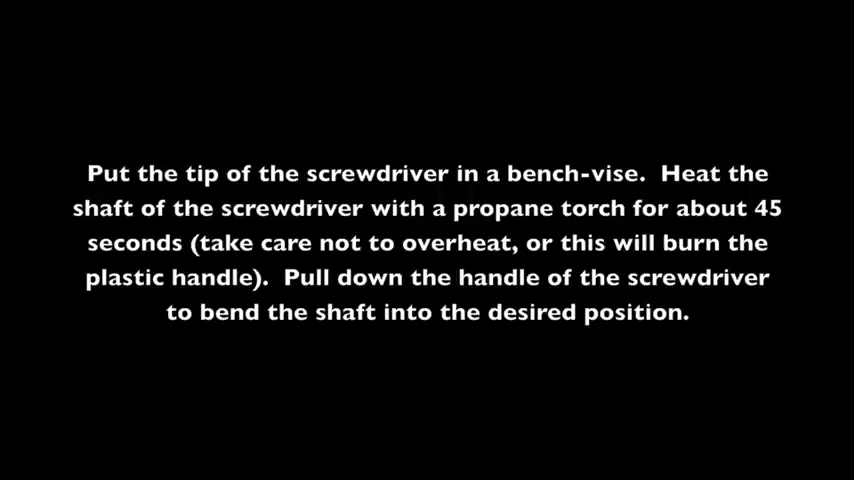 Put the tip of the screwdriver in a bench-vise.  Heat the
shaft of the screwdriver with a propane torch for about 45
seconds (take care not to overheat, or this will burn the
plastic handle).  Pull down the handle of the screwdriver
to bend the shaft into the desired position.